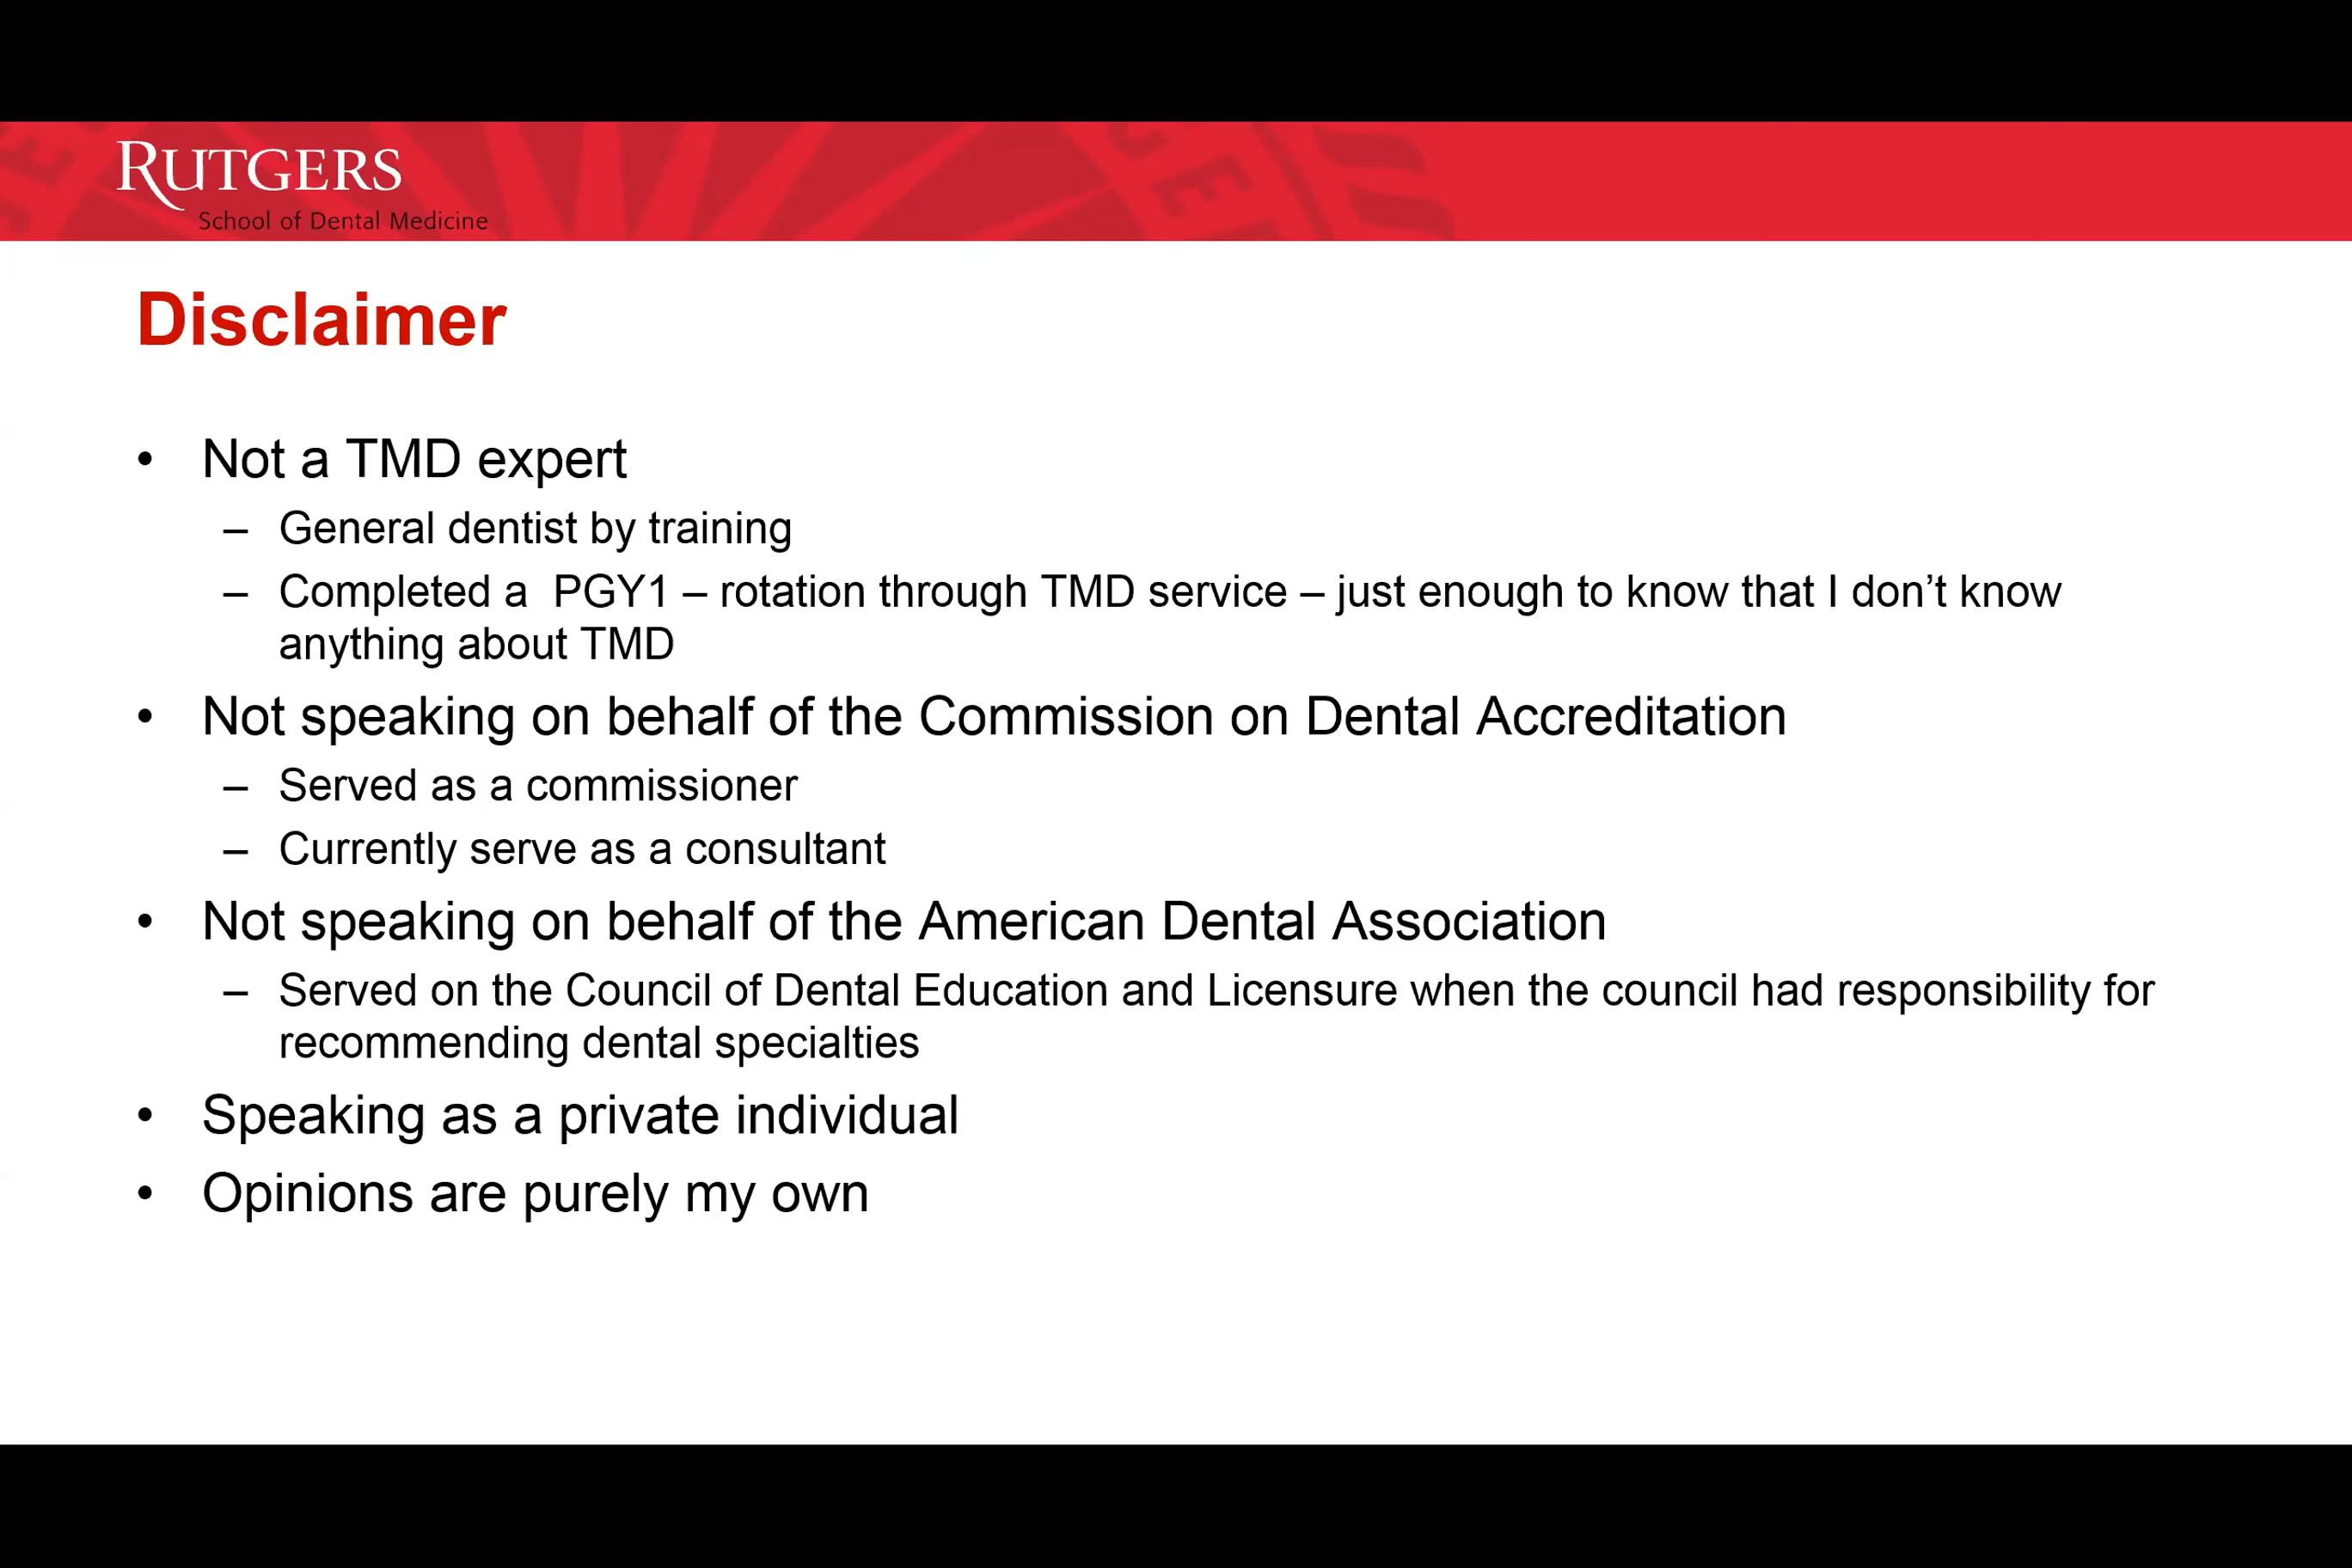 RUTGERS
School of Dental Medicine
Disclaimer
• Not a TMD expert
– General dentist by training
– Completed a  PGY1 – rotation through TMD service – just enough to know that I don’t know
anything about TMD
• Not speaking on behalf of the Commission on Dental Accreditation
– Served as a commissioner
– Currently serve as a consultant
• Not speaking on behalf of the American Dental Association
– Served on the Council of Dental Education and Licensure when the council had responsibility for
recommending dental specialties
• Speaking as a private individual
• Opinions are purely my own